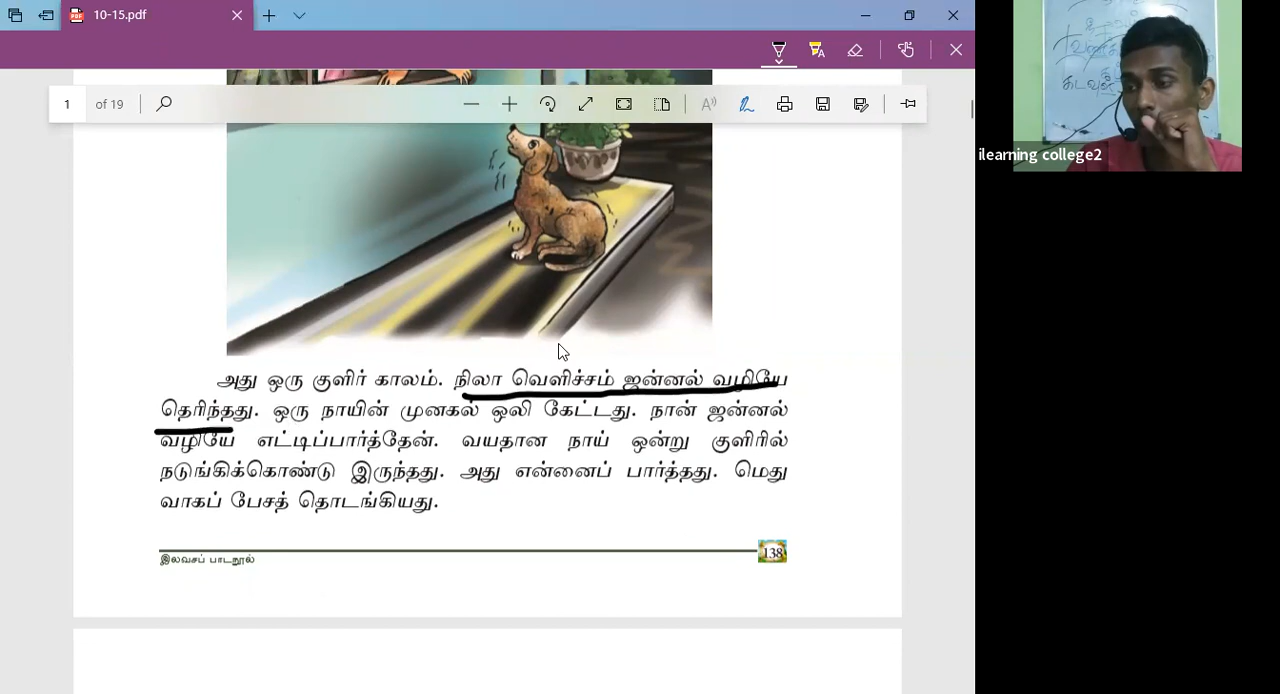 10-15.pdf
1 of 19
ilearning college2
கடவுள்
அது ஒரு குளிர் காலம். நிலா வெளிச்சம் ஜன்னல் வழியே
தெரிந்தது. ஒரு நாயின் முனகல் ஒலி கேட்டது. நான் ஜன்னல்
வழியே எட்டிப்பார்த்தேன். வயதான நாய் ஒன்று குளிரில்
நடுங்கிக்கொண்டு இருந்தது. அது என்னைப் பார்த்தது. மெது
வாகப் பேசத் தொடங்கியது.
இலவசப் பாடநூல்
138